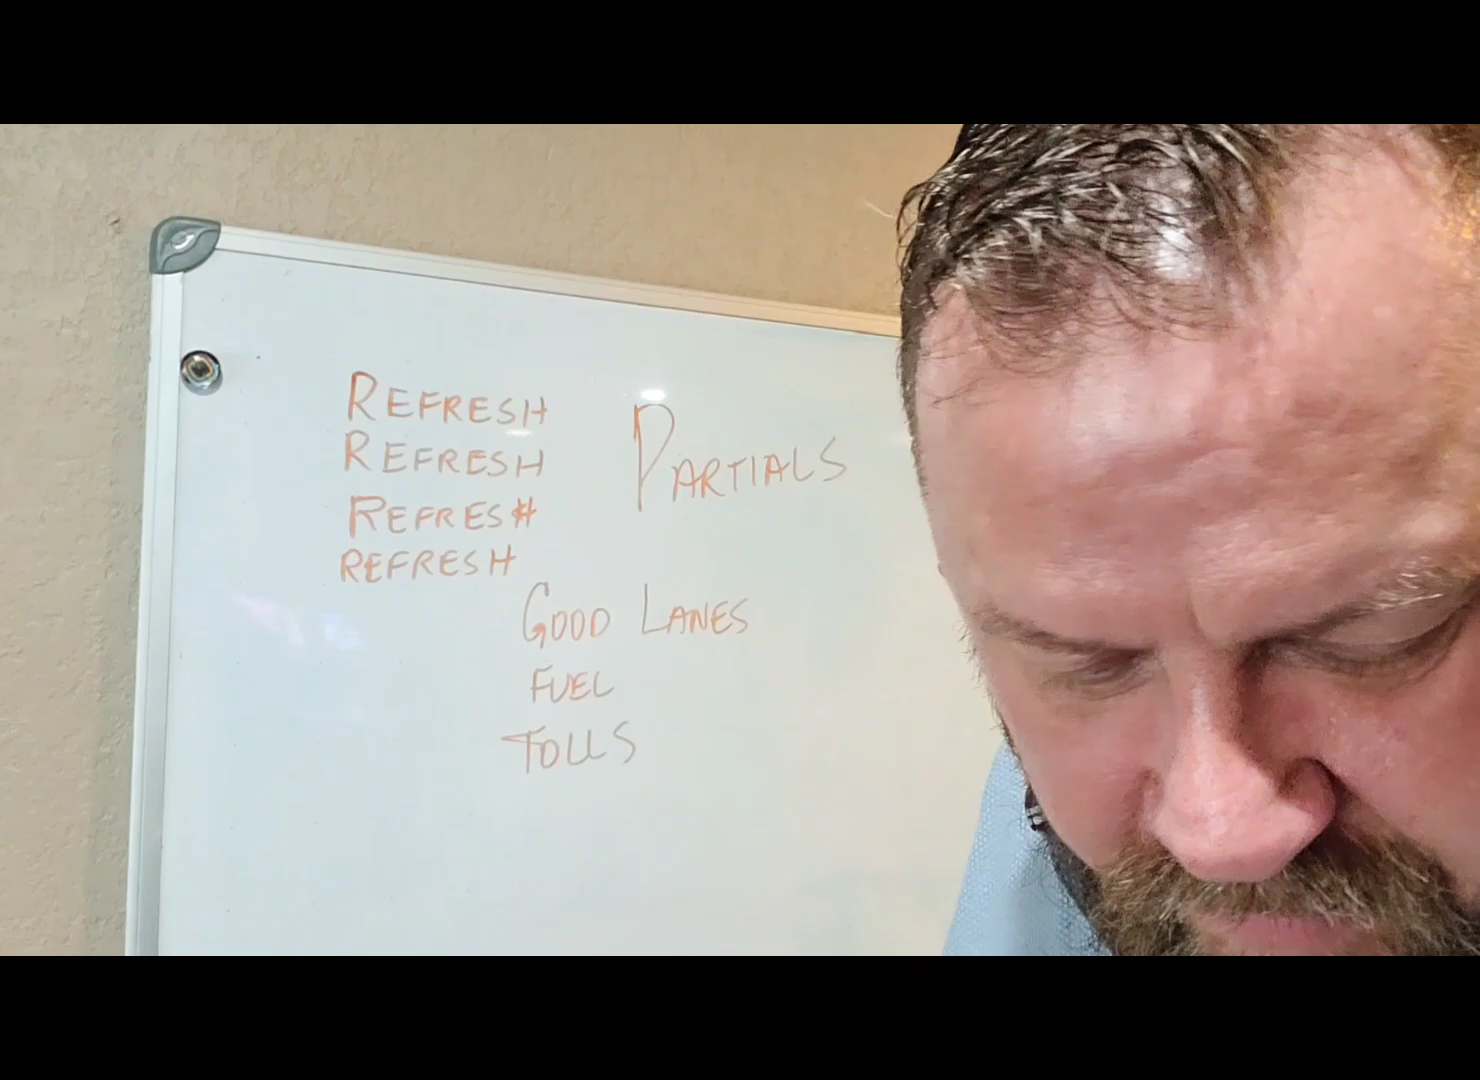 REFRESH
REFRESH
REFRESH
REFRESH
PARTIALS
GOOD LANES
FUEL
TOLLS